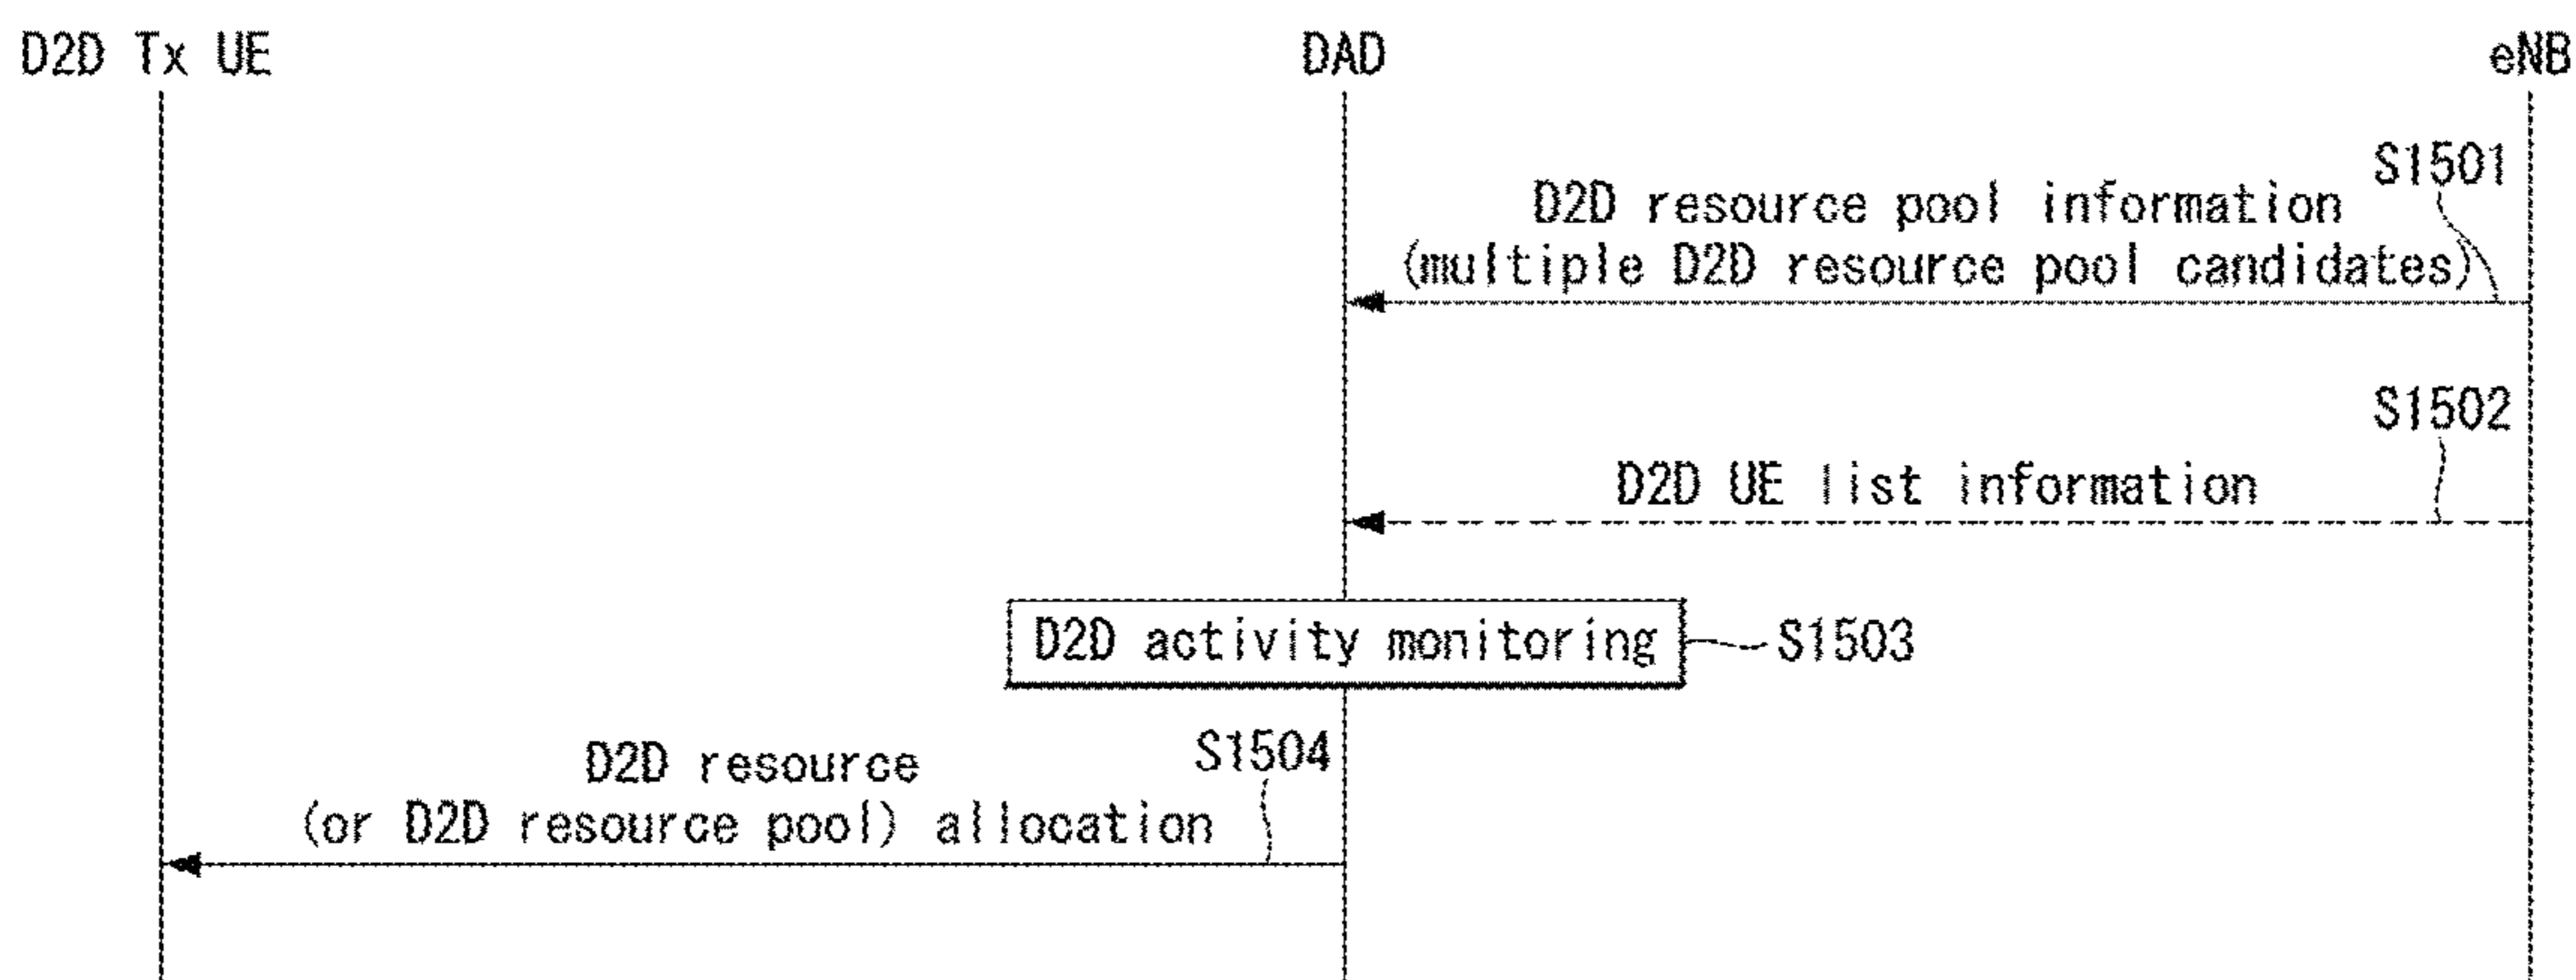 D2D Tx UE
DAD
eNB
S1501
D2D resource pool information
(multiple D2D resource pool candidates)
S1502
D2D UE list information
D2D activity monitoring
S1503
S1504
D2D resource
(or D2D resource pool) allocation